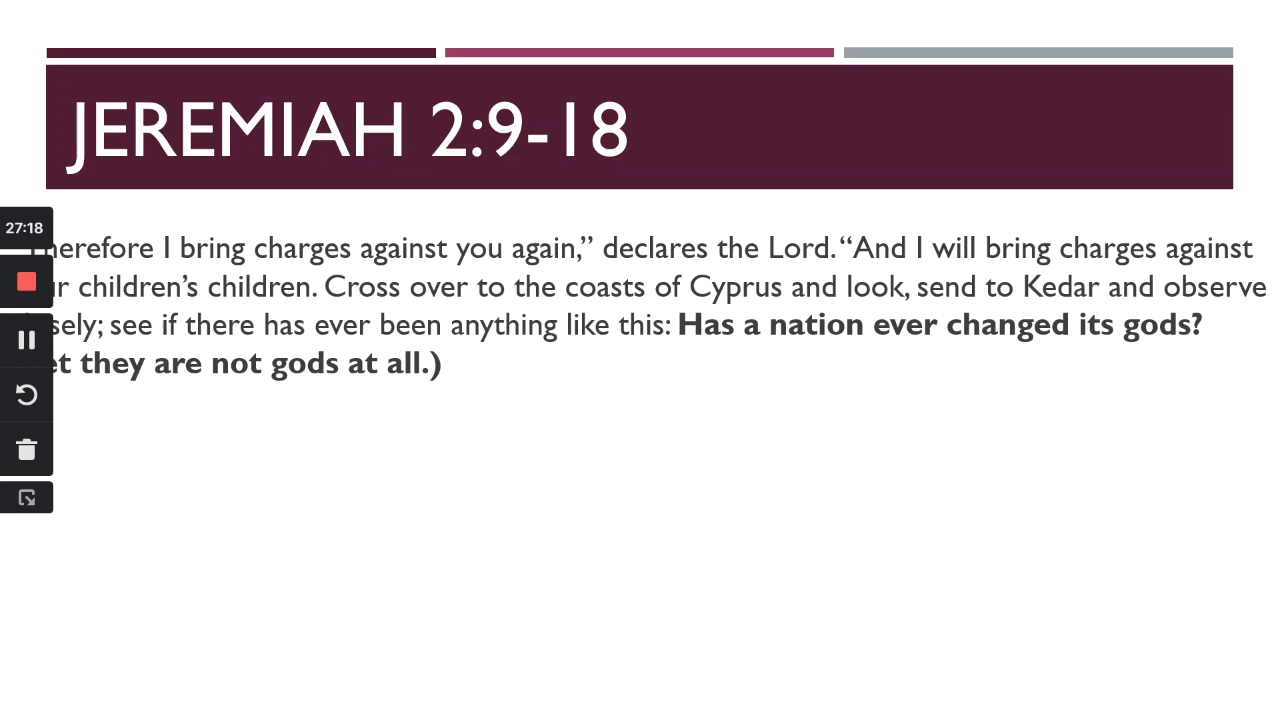 JEREMIAH 2:9-18
27:18
herefore I bring charges against you again,” declares the Lord. “And I will bring charges against
children’s children. Cross over to the coasts of Cyprus and look, send to Kedar and observe
see if there has ever been anything like this: Has a nation ever changed its gods?
they are not gods at all.)